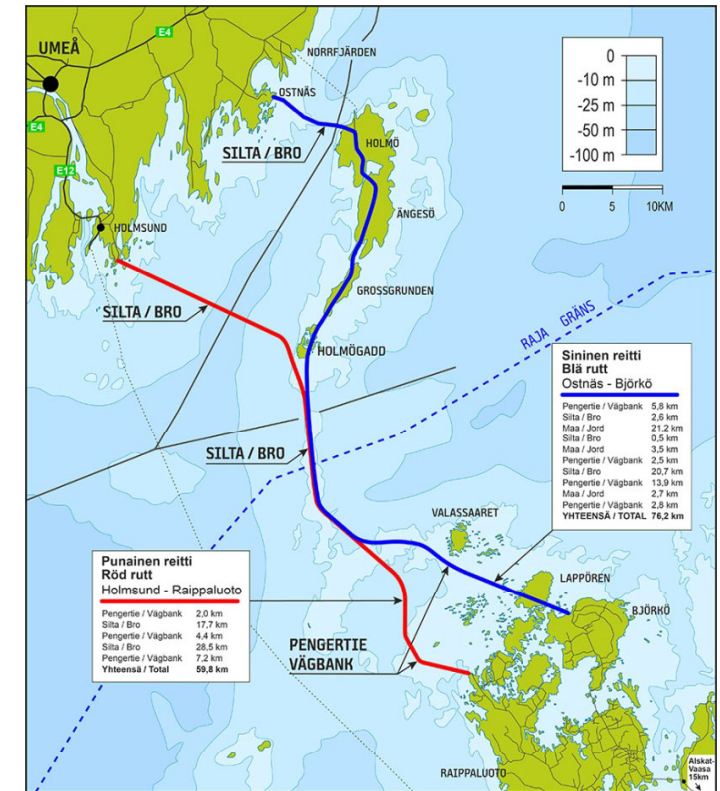 E4
UMEÅ
NORRFJÄRDEN
0
-10 m
-25 m
-50 m
-100 m
OSTNÄS
E4
SILTA / BRO
HOLMÖ
E12
0 5 10KM
ÄNGESÖ
HOLMSUND
GROSSGRUNDEN
SILTA / BRO
RAJA GRÄNS
HOLMÖGADD
Sininen reitti
Blå rutt
Ostnäs - Björkö
Pengertie / Vägbank 5,8 km
Silta / Bro 2,6 km
Maa / Jord 21,2 km
Silta / Bro 0,5 km
Maa / Jord 3,5 km
Pengertie / Vägbank 2,5 km
Silta / Bro 20,7 km
Pengertie / Vägbank 13,9 km
Maa / Jord 2,7 km
Pengertie / Vägbank 2,8 km
YHTEENSÄ / TOTAL 76,2 km
SILTA / BRO
VALASSAARET
Punainen reitti
Röd rutt
Holmsund - Raippaluoto
Pengertie / Vägbank 2,0 km
Silta / Bro 17,7 km
Pengertie / Vägbank 4,4 km
Silta / Bro 28,5 km
Pengertie / Vägbank 7,2 km
Yhteensä / Total 59,8 km
LAPPÖREN
BJÖRKÖ
PENGERTIE
VÄGBANK
RAIPPALUOTO
Alskat-
Vaasa
15km